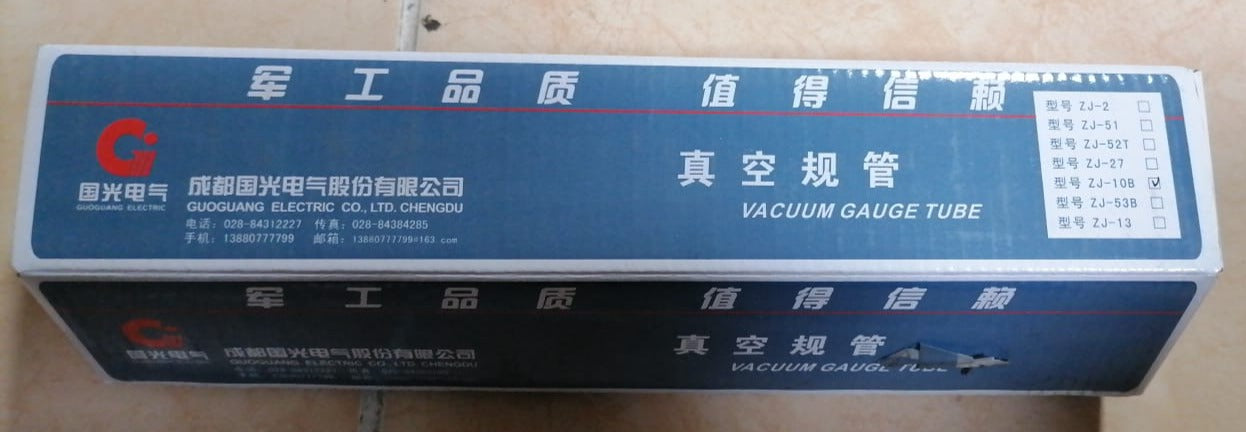 军工品质 值得信赖
国光电气
GUOGUANG ELECTRIC
成都国光电气股份有限公司
GUOGUANG ELECTRIC CO., LTD. CHENGDU
电话：028-84312227 传真：028-84384285
手机：13880777799 邮箱：13880777799@163.com
真空规管
VACUUM GAUGE TUBE
型号 ZJ-2
型号 ZJ-51
型号 ZJ-52T
型号 ZJ-27
型号 ZJ-10B
型号 ZJ-53B
型号 ZJ-13
军工品质 值得信赖
国光电气
成都国光电气股份有限公司
GUOGUANG ELECTRIC CO., LTD. CHENGDU
真空规管
VACUUM GAUGE TUBE